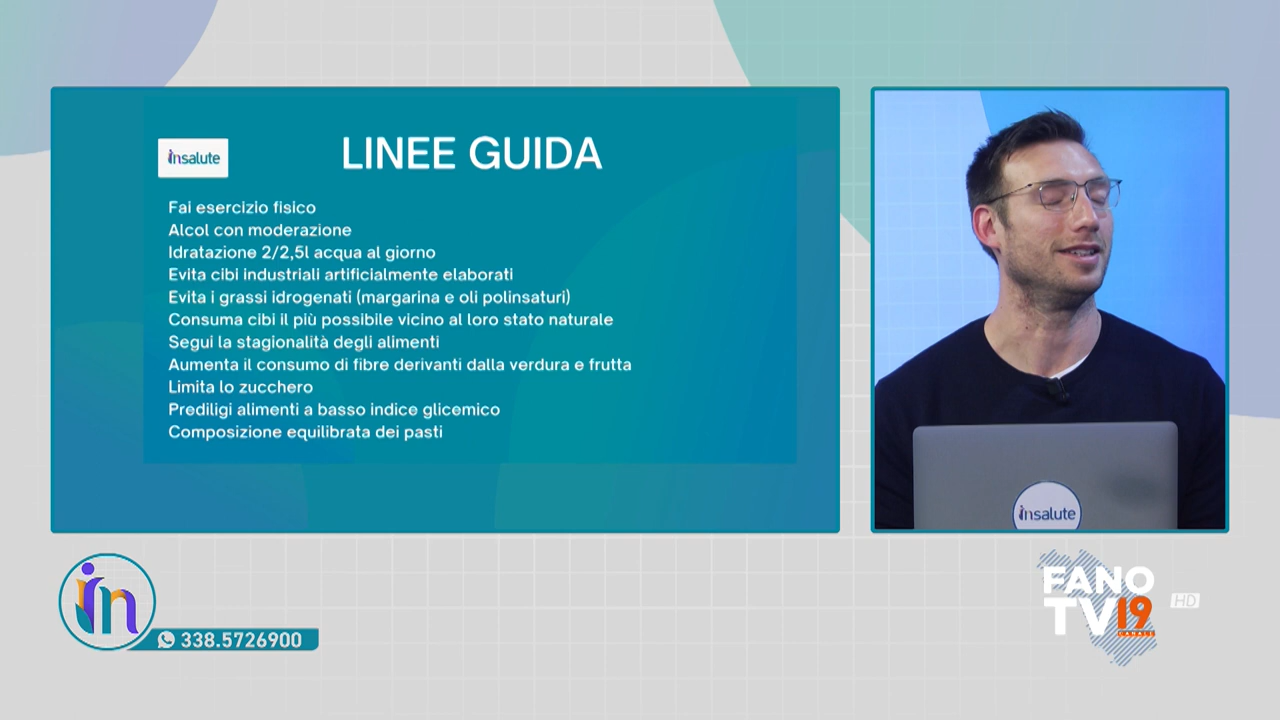 insalute
LINEE GUIDA
Fai esercizio fisico
Alcol con moderazione
Idratazione 2/2,5l acqua al giorno
Evita cibi industriali artificialmente elaborati
Evita i grassi idrogenati (margarina e oli polinsaturi)
Consuma cibi il più possibile vicino al loro stato naturale
Segui la stagionalità degli alimenti
Aumenta il consumo di fibre derivanti dalla verdura e frutta
Limita lo zucchero
Prediligi alimenti a basso indice glicemico
Composizione equilibrata dei pasti
insalute
in
338.5726900
FANO
TV19
CANALE
HD